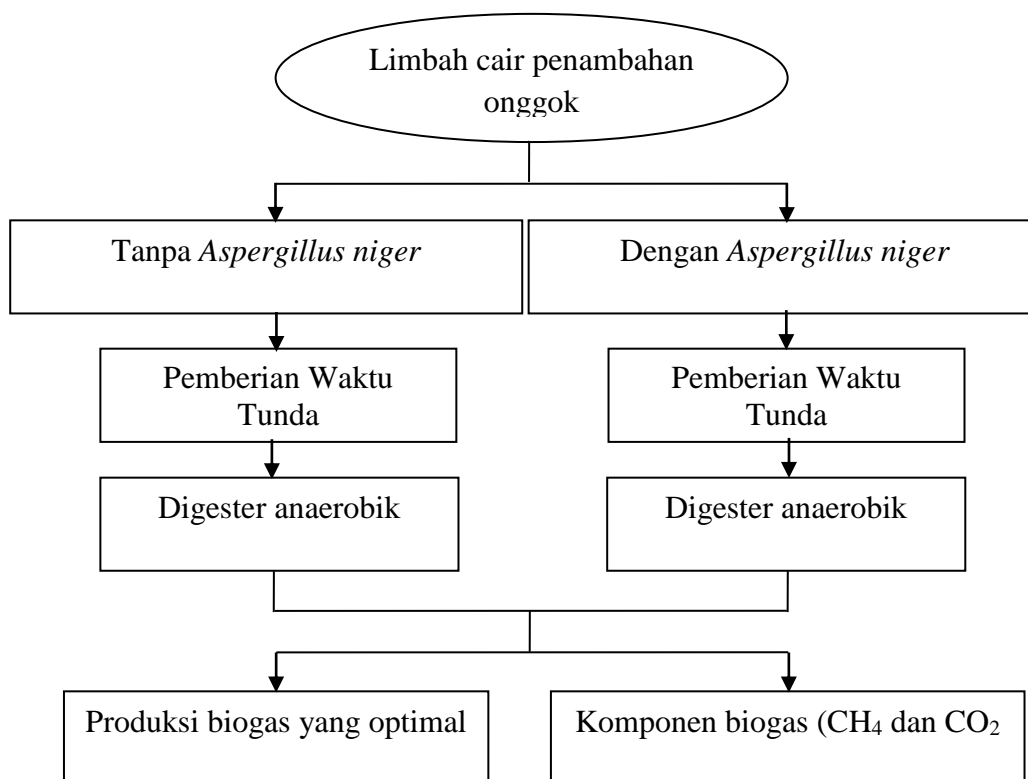 Limbah cair penambahan
onggok
Tanpa Aspergillus niger
Dengan Aspergillus niger
Pemberian Waktu
Tunda
Pemberian Waktu
Tunda
Digester anaerobik
Digester anaerobik
Produksi biogas yang optimal
Komponen biogas (CH₄ dan CO₂